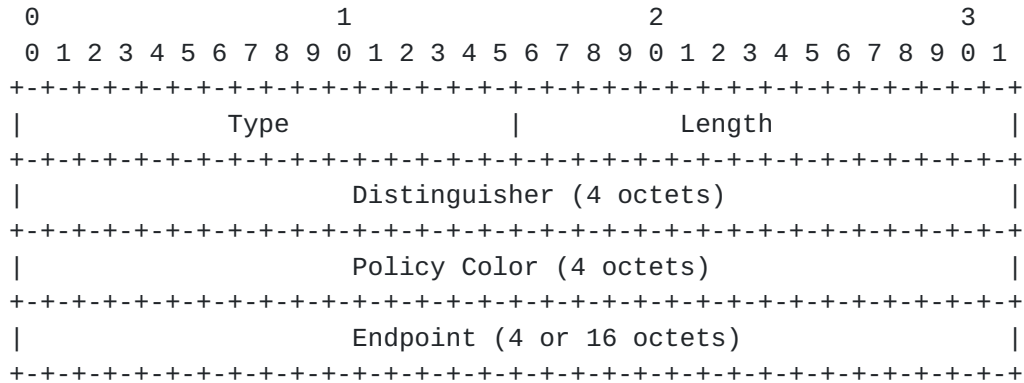 0                   1                   2                   3
 0 1 2 3 4 5 6 7 8 9 0 1 2 3 4 5 6 7 8 9 0 1 2 3 4 5 6 7 8 9 0 1
+-+-+-+-+-+-+-+-+-+-+-+-+-+-+-+-+-+-+-+-+-+-+-+-+-+-+-+-+-+-+-+-+
|             Type              |          Length               |
+-+-+-+-+-+-+-+-+-+-+-+-+-+-+-+-+-+-+-+-+-+-+-+-+-+-+-+-+-+-+-+-+
|                     Distinguisher (4 octets)                  |
+-+-+-+-+-+-+-+-+-+-+-+-+-+-+-+-+-+-+-+-+-+-+-+-+-+-+-+-+-+-+-+-+
|                     Policy Color (4 octets)                   |
+-+-+-+-+-+-+-+-+-+-+-+-+-+-+-+-+-+-+-+-+-+-+-+-+-+-+-+-+-+-+-+-+
|                     Endpoint (4 or 16 octets)                 |
+-+-+-+-+-+-+-+-+-+-+-+-+-+-+-+-+-+-+-+-+-+-+-+-+-+-+-+-+-+-+-+-+